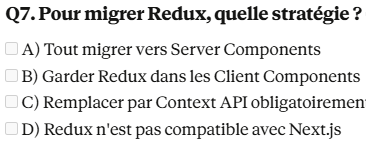 Q7. Pour migrer Redux, quelle stratégie ?
A) Tout migrer vers Server Components
B) Garder Redux dans les Client Components
C) Remplacer par Context API obligatoiremen
D) Redux n'est pas compatible avec Next.js